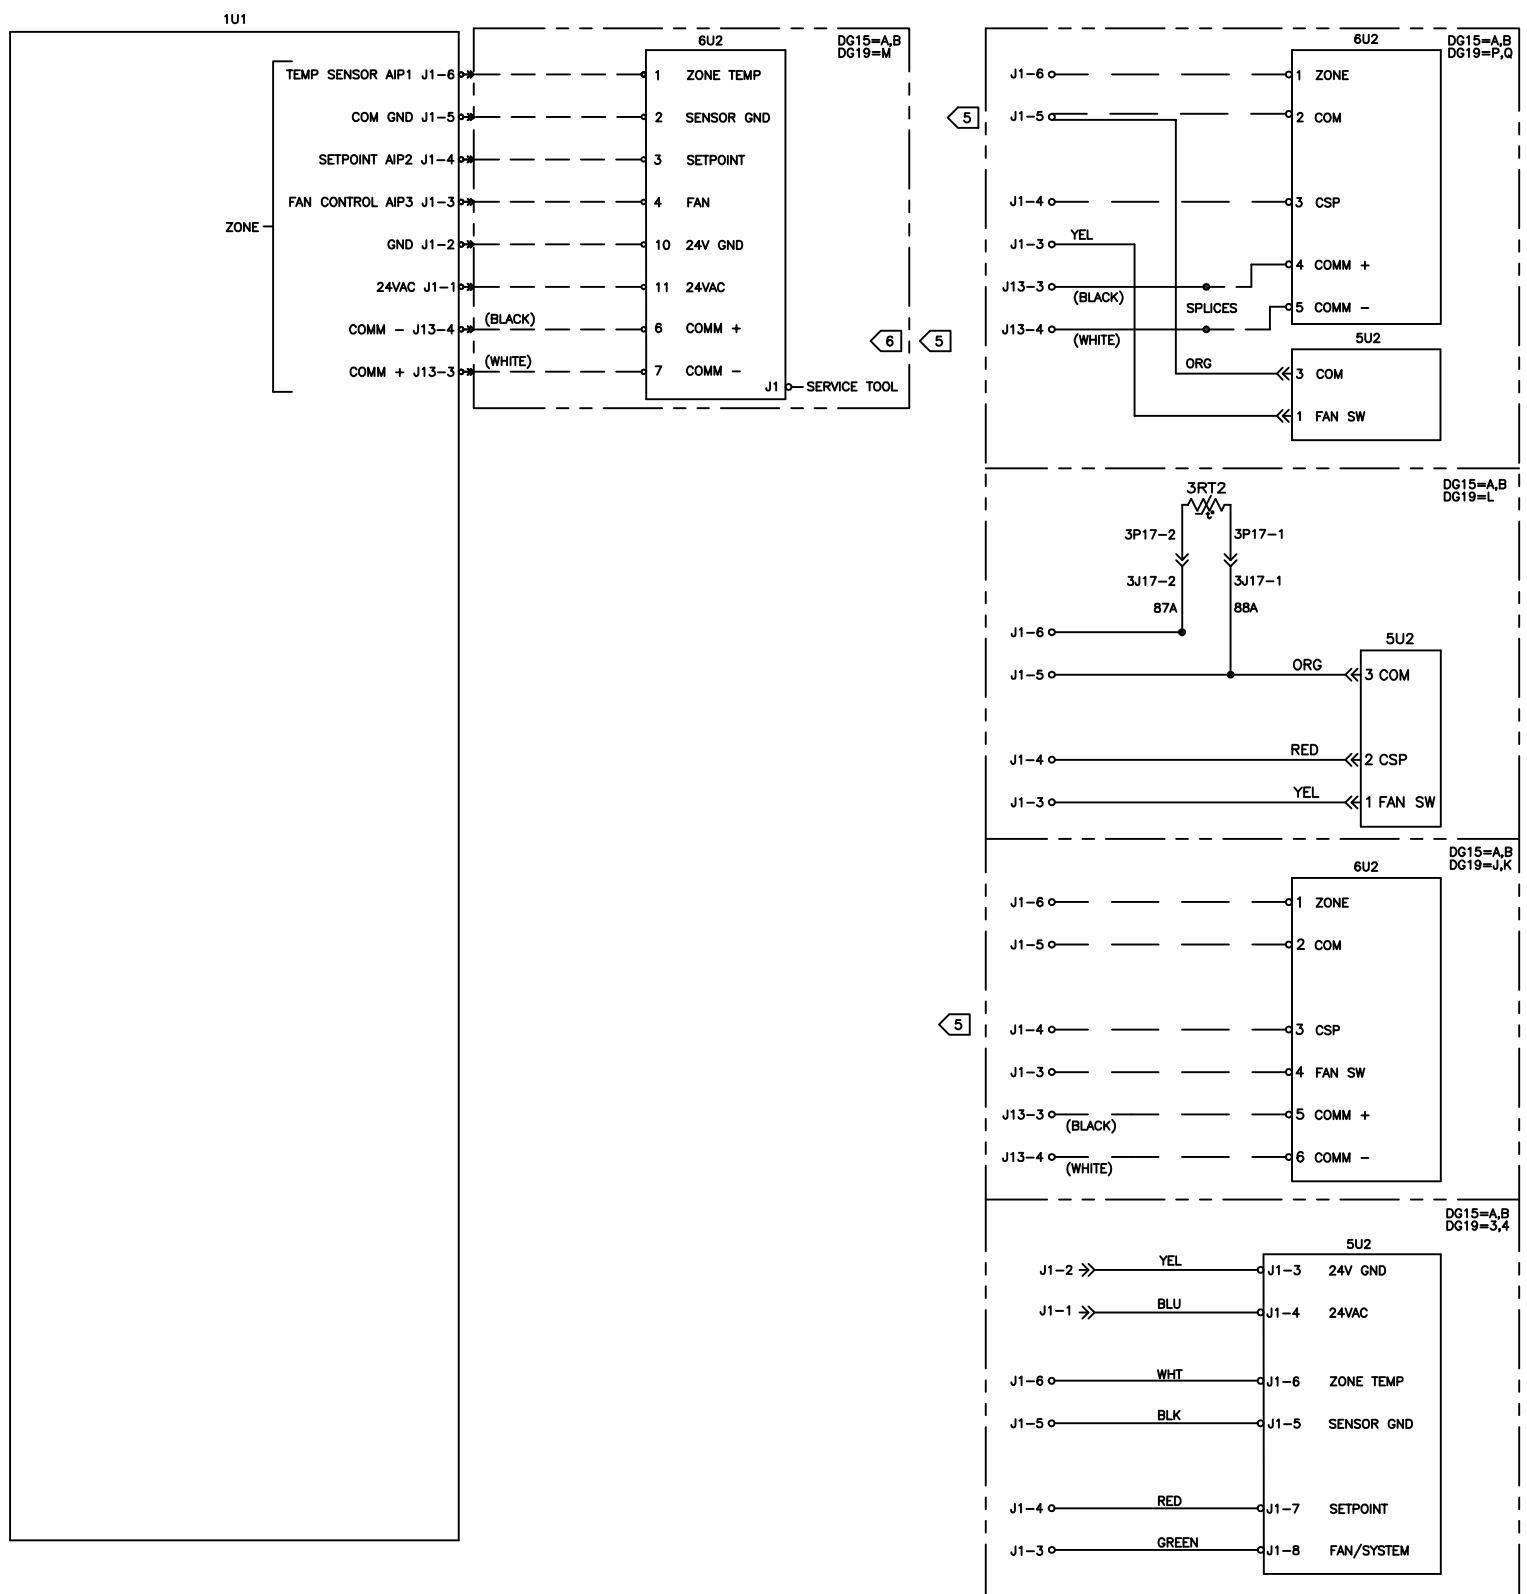 1U1
ZONE
TEMP SENSOR AIP1 J1-6
COM GND J1-5
SETPOINT AIP2 J1-4
FAN CONTROL AIP3 J1-3
GND J1-2
24VAC J1-1
COMM - J13-4
COMM + J13-3
(BLACK)
(WHITE)
DG15=A,B
DG19=M
6U2
1 ZONE TEMP
2 SENSOR GND
3 SETPOINT
4 FAN
10 24V GND
11 24VAC
6 COMM +
7 COMM -
J1 SERVICE TOOL
6
5
5
DG15=A,B
DG19=P,Q
6U2
J1-6 1 ZONE
J1-5 2 COM
J1-4 3 CSP
J1-3 YEL
4 COMM +
J13-3 (BLACK) SPLICES
5 COMM -
J13-4 (WHITE)
5U2
ORG 3 COM
1 FAN SW
DG15=A,B
DG19=L
3RT2
3P17-2 3P17-1
3J17-2 3J17-1
87A 88A
J1-6
5U2
J1-5 ORG 3 COM
J1-4 RED 2 CSP
J1-3 YEL 1 FAN SW
DG15=A,B
DG19=J,K
6U2
J1-6 1 ZONE
J1-5 2 COM
5
J1-4 3 CSP
J1-3 4 FAN SW
J13-3 (BLACK) 5 COMM +
J13-4 (WHITE) 6 COMM -
DG15=A,B
DG19=3,4
5U2
J1-2 YEL J1-3 24V GND
J1-1 BLU J1-4 24VAC
J1-6 WHT J1-6 ZONE TEMP
J1-5 BLK J1-5 SENSOR GND
J1-4 RED J1-7 SETPOINT
J1-3 GREEN J1-8 FAN/SYSTEM